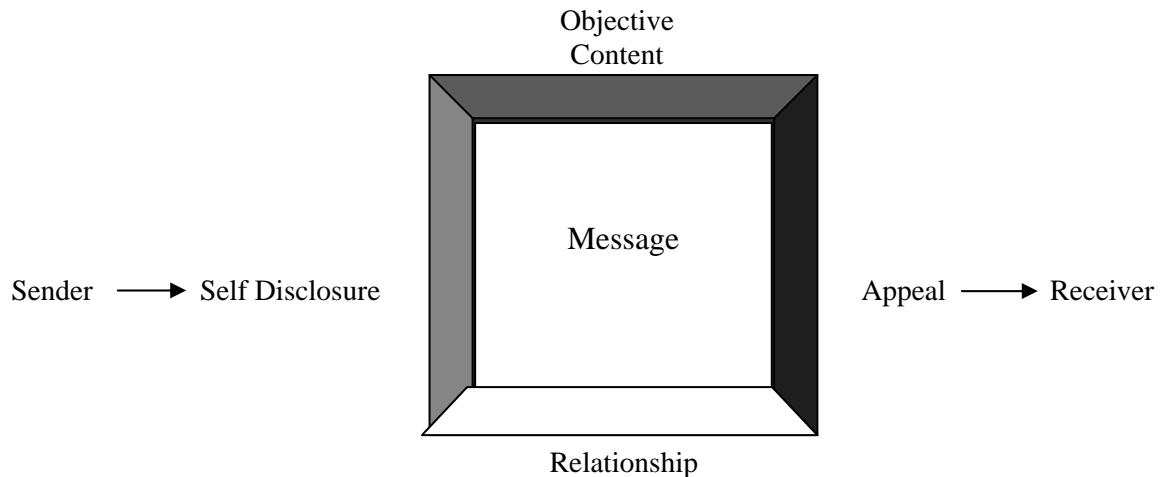 Objective
Content
Message
Sender
Self Disclosure
Appeal
Receiver
Relationship